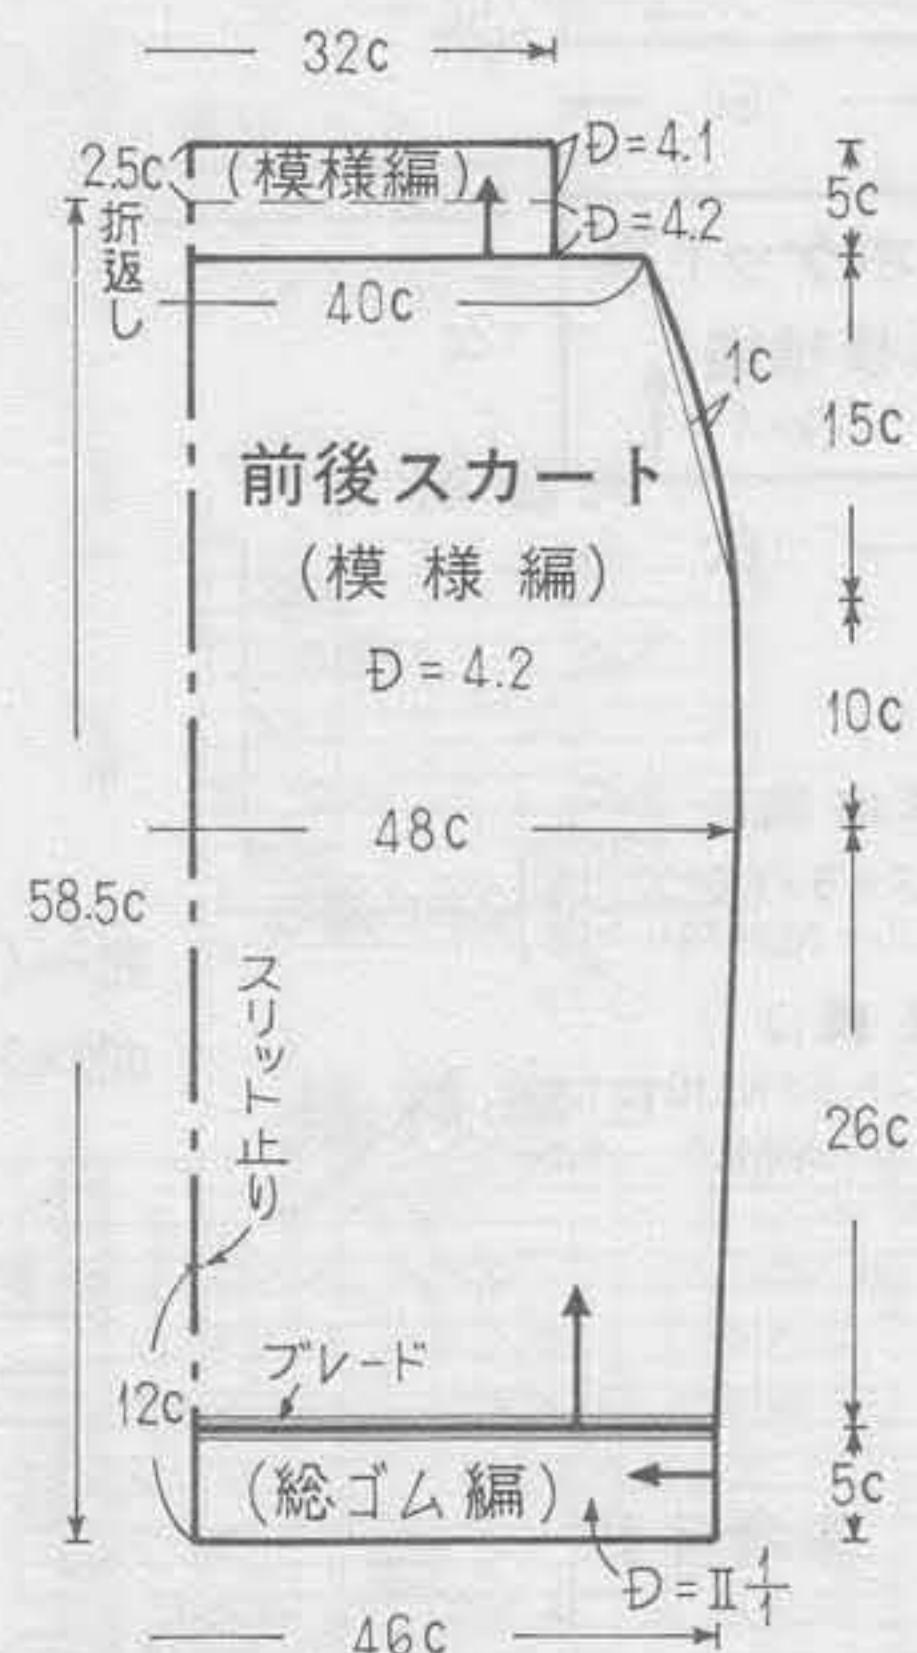 32c
2.5c
(模様編)
Đ=4.1
5c
折返し
Đ=4.2
40c
1c
15c
前後スカート
(模様編)
Đ=4.2
10c
48c
58.5c
スリット止り
26c
ブレード
12c
(総ゴム編)
5c
Đ=II 1/1
46c